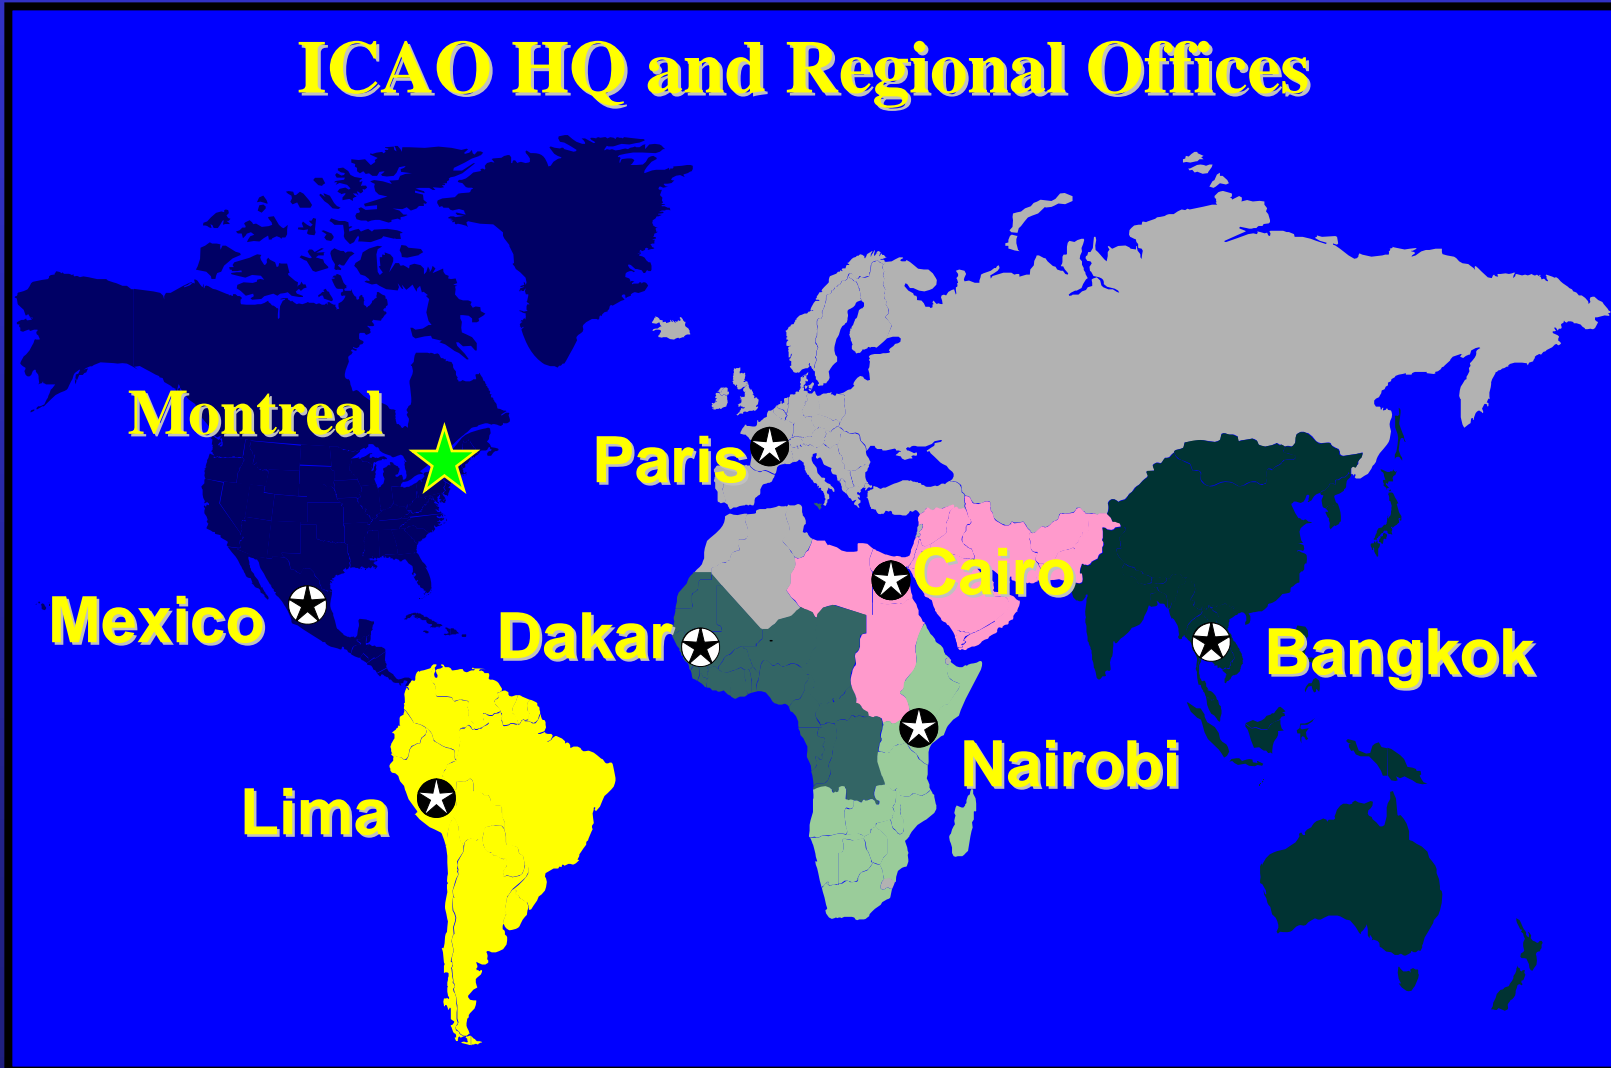 ICAO HQ and Regional Offices
Montreal
Paris
Cairo
Mexico
Dakar
Bangkok
Nairobi
Lima